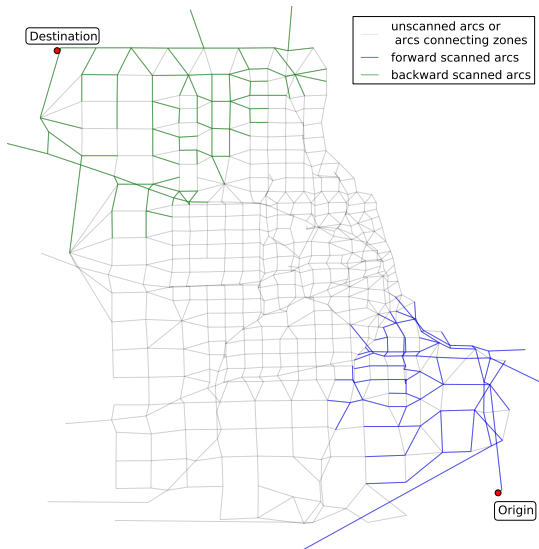 Destination
unscanned arcs or
arcs connecting zones
forward scanned arcs
backward scanned arcs
Origin